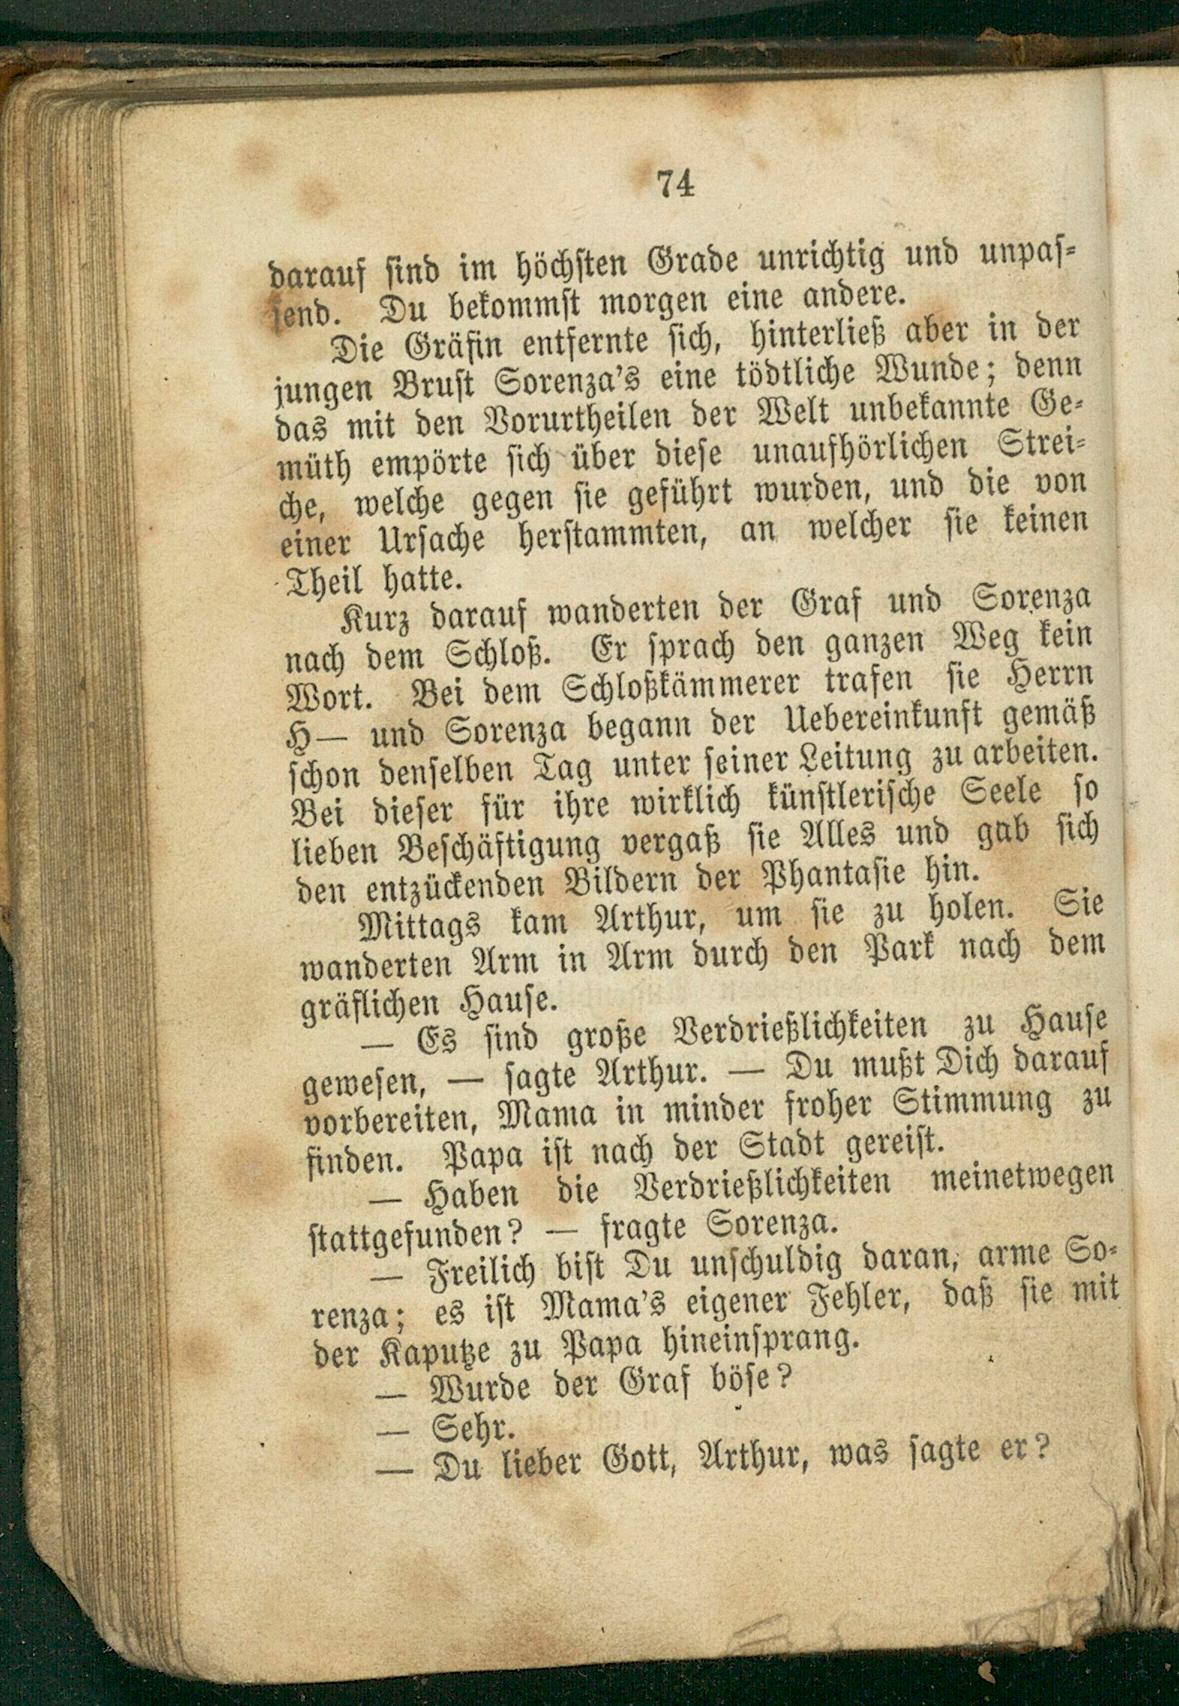 74
darauf sind im höchsten Grade unrichtig und unpas-
send. Du bekommst morgen eine andere.
Die Gräfin entfernte sich, hinterließ aber in der
jungen Brust Sorenza's eine tödtliche Wunde; denn
das mit den Vorurtheilen der Welt unbekannte Ge-
müth empörte sich über diese unaufhörlichen Strei-
che, welche gegen sie geführt wurden, und die von
einer Ursache herstammten, an welcher sie keinen
Theil hatte.
Kurz darauf wanderten der Graf und Sorenza
nach dem Schloß. Er sprach den ganzen Weg kein
Wort. Bei dem Schloßkämmerer trafen sie Herrn
H— und Sorenza begann der Uebereinkunft gemäß
schon denselben Tag unter seiner Leitung zu arbeiten.
Bei dieser für ihre wirklich künstlerische Seele so
lieben Beschäftigung vergaß sie Alles und gab sich
den entzückenden Bildern der Phantasie hin.
Mittags kam Arthur, um sie zu holen. Sie
wanderten Arm in Arm durch den Park nach dem
gräflichen Hause.
— Es sind große Verdrießlichkeiten zu Hause
gewesen, — sagte Arthur. — Du mußt Dich darauf
vorbereiten, Mama in minder froher Stimmung zu
finden. Papa ist nach der Stadt gereist.
— Haben die Verdrießlichkeiten meinetwegen
stattgefunden? — fragte Sorenza.
— Freilich bist Du unschuldig daran, arme So-
renza; es ist Mama's eigener Fehler, daß sie mit
der Kaputze zu Papa hineinsprang.
— Wurde der Graf böse?
— Sehr.
— Du lieber Gott, Arthur, was sagte er?